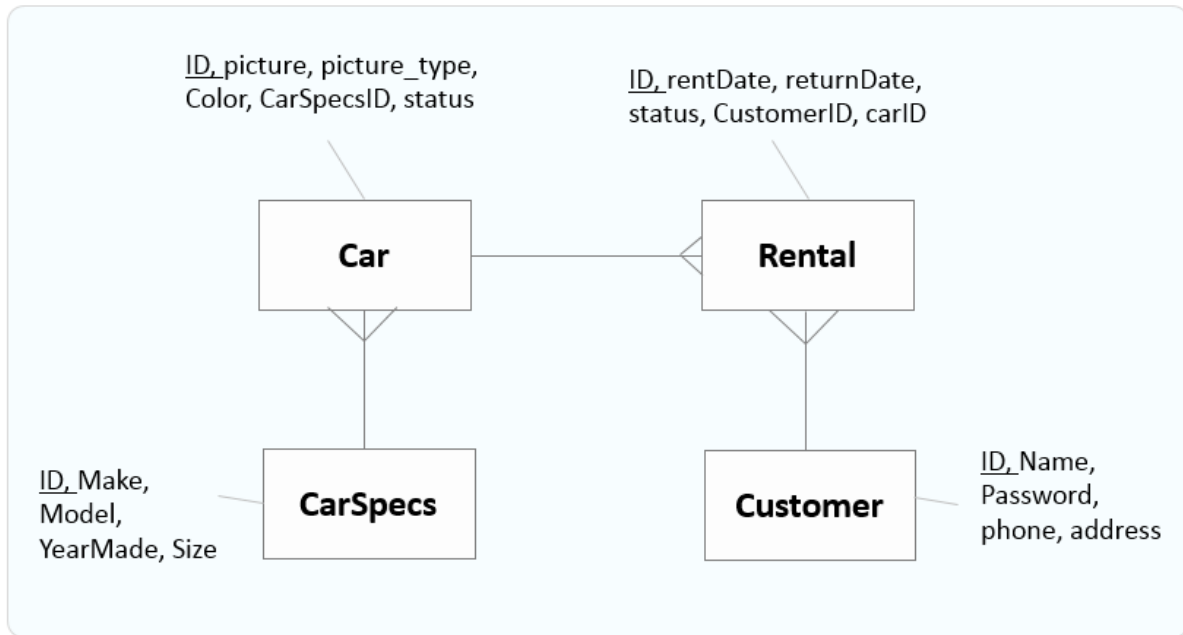 ID, picture, picture_type,
Color, CarSpecsID, status
ID, rentDate, returnDate,
status, CustomerID, carID
Car
Rental
ID, Make,
Model,
YearMade, Size
CarSpecs
Customer
ID, Name,
Password,
phone, address